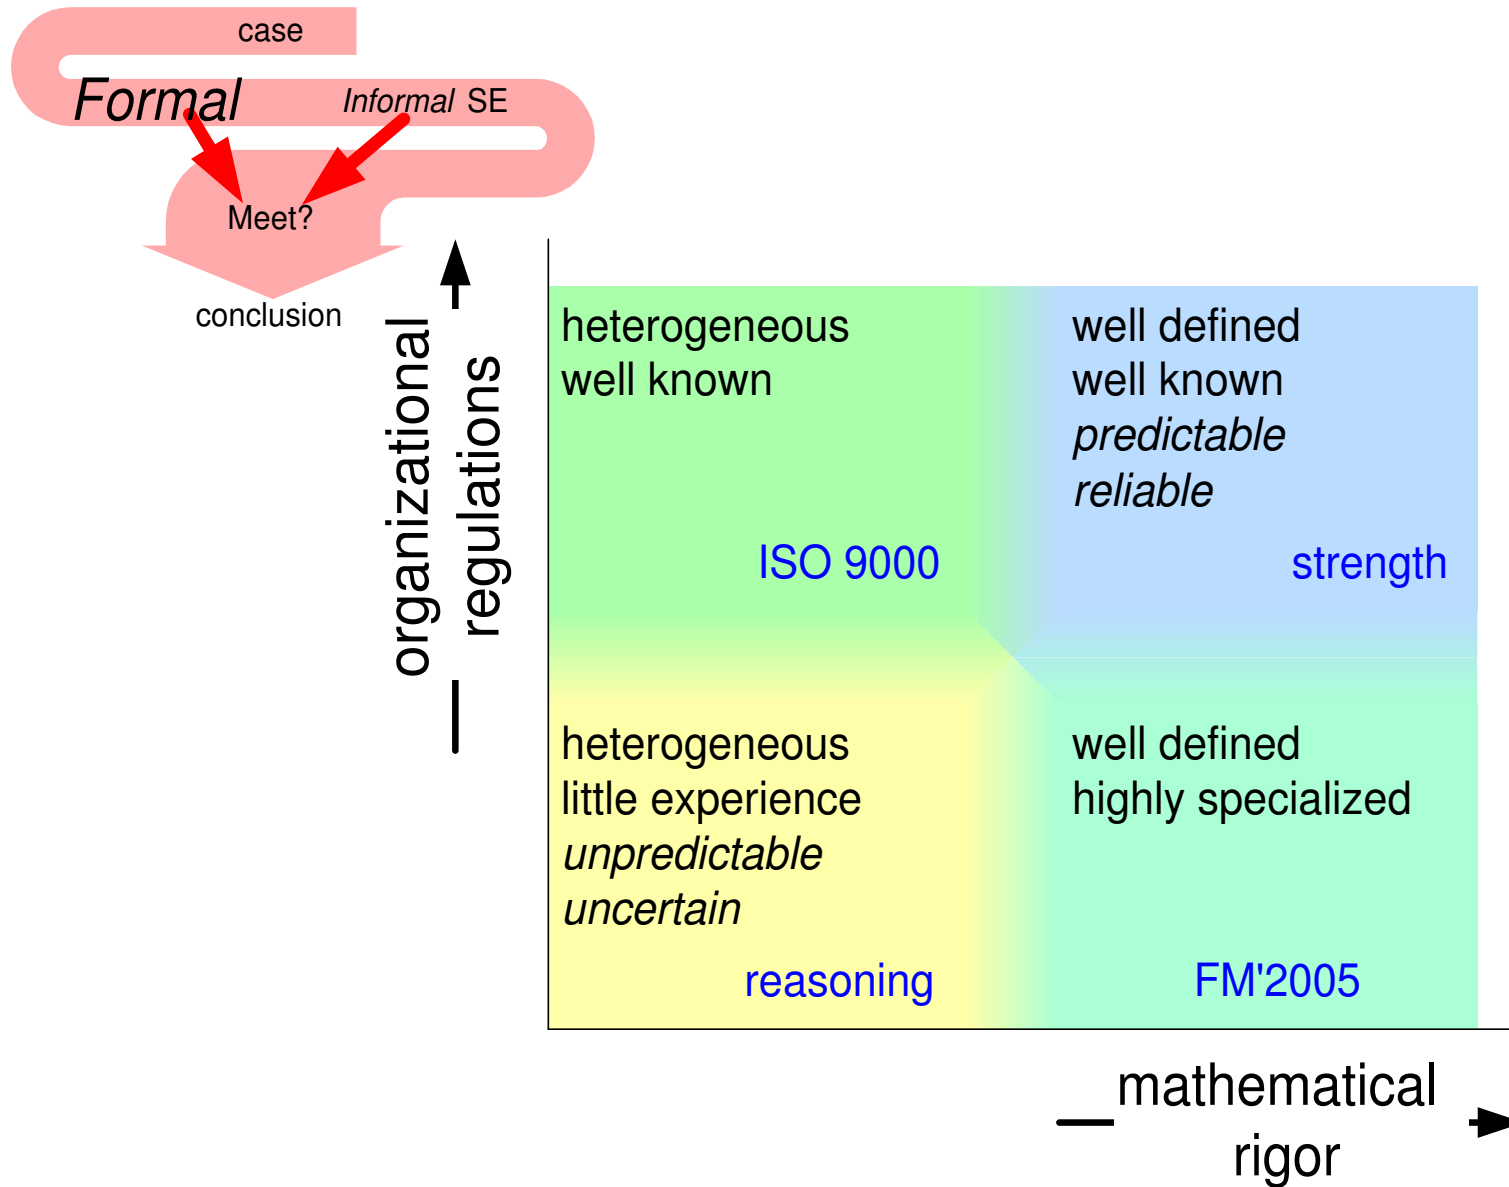 case
Formal
Informal SE
Meet?
conclusion
organizational
regulations
heterogeneous
well known
ISO 9000
well defined
well known
predictable
reliable
strength
heterogeneous
little experience
unpredictable
uncertain
reasoning
well defined
highly specialized
FM'2005
mathematical
rigor